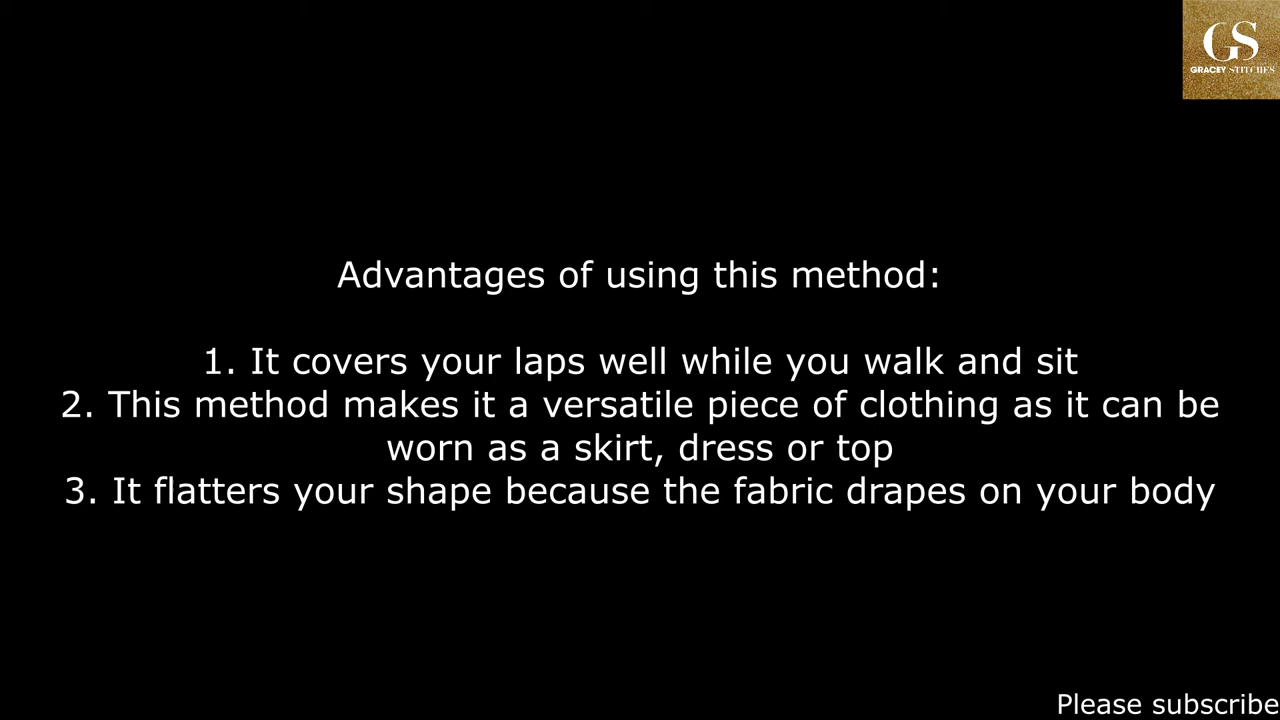 GS
GRACEY STITCHES
Advantages of using this method:
1. It covers your laps well while you walk and sit
2. This method makes it a versatile piece of clothing as it can be
worn as a skirt, dress or top
3. It flatters your shape because the fabric drapes on your body
Please subscribe